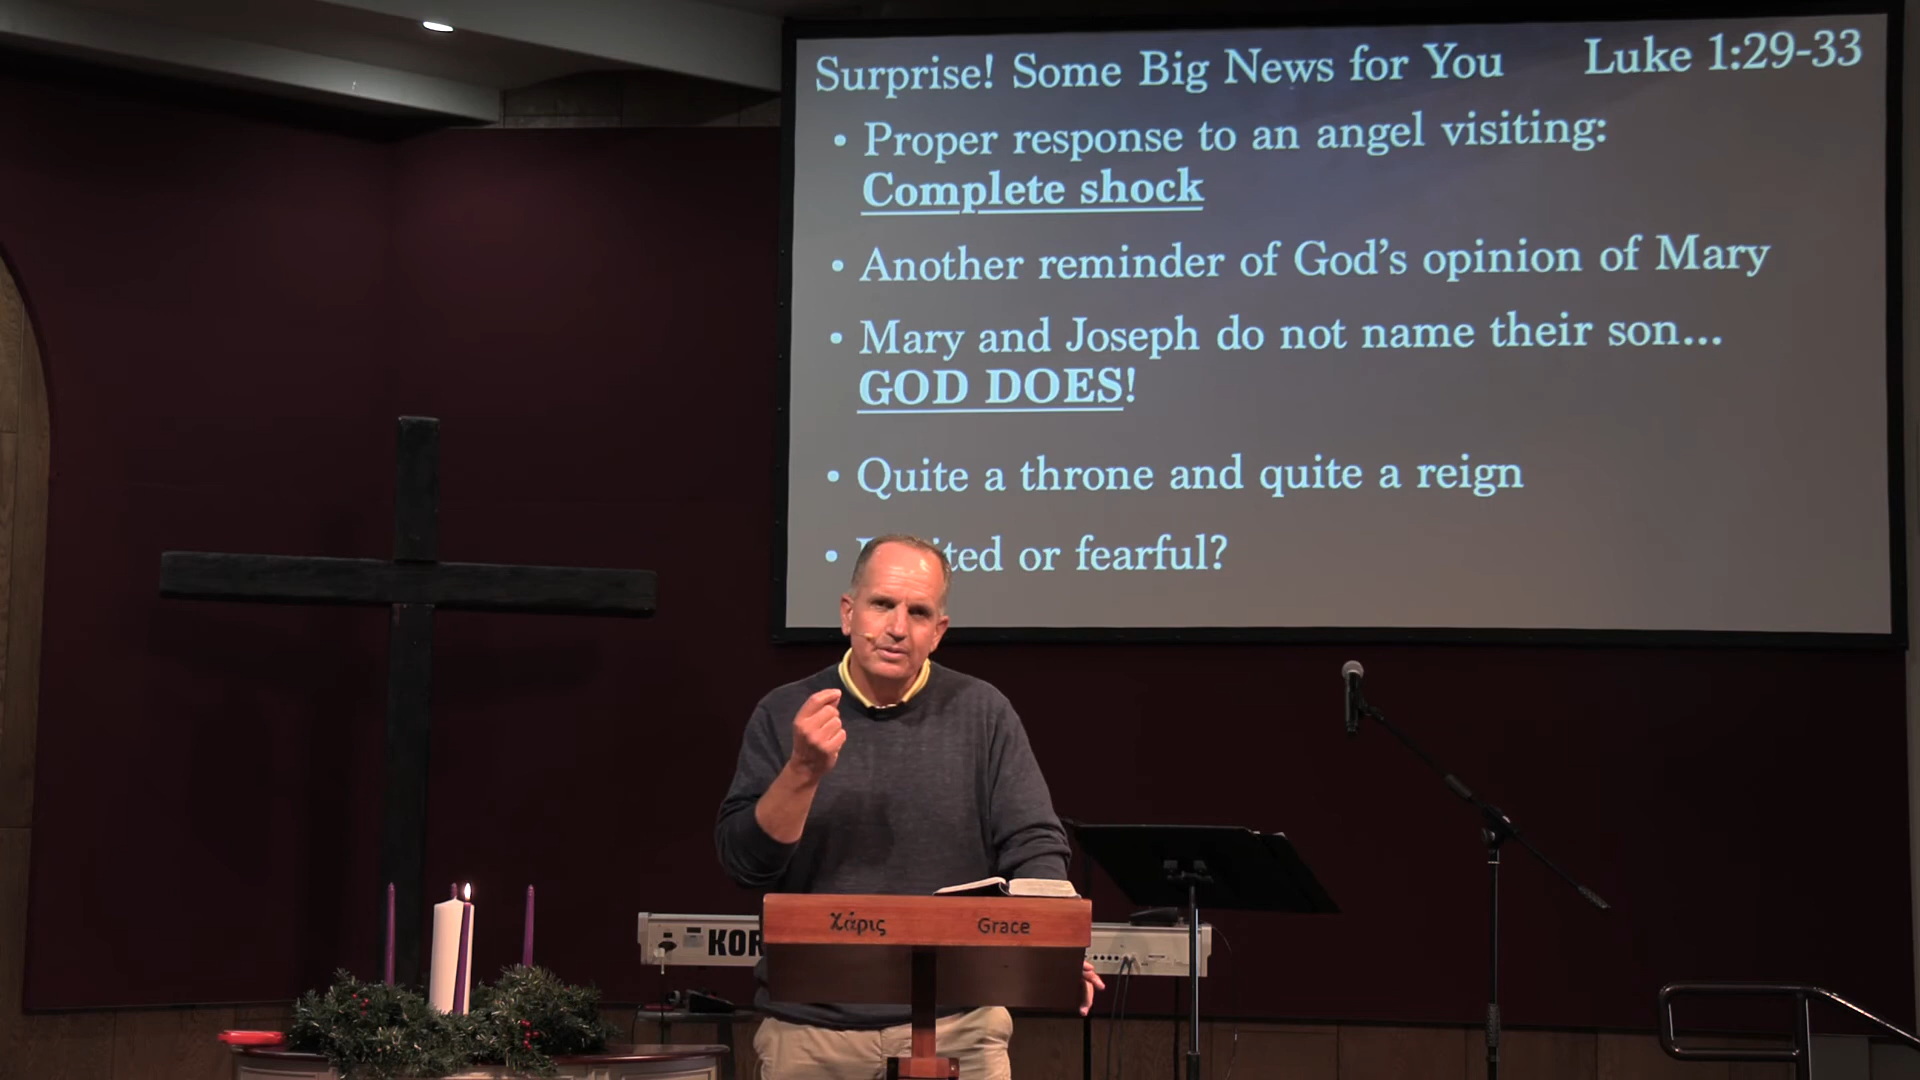 Surprise! Some Big News for You Luke 1:29-33
• Proper response to an angel visiting:
Complete shock
• Another reminder of God's opinion of Mary
• Mary and Joseph do not name their son...
GOD DOES!
• Quite a throne and quite a reign
• or fearful?
KOR
Χάρις Grace